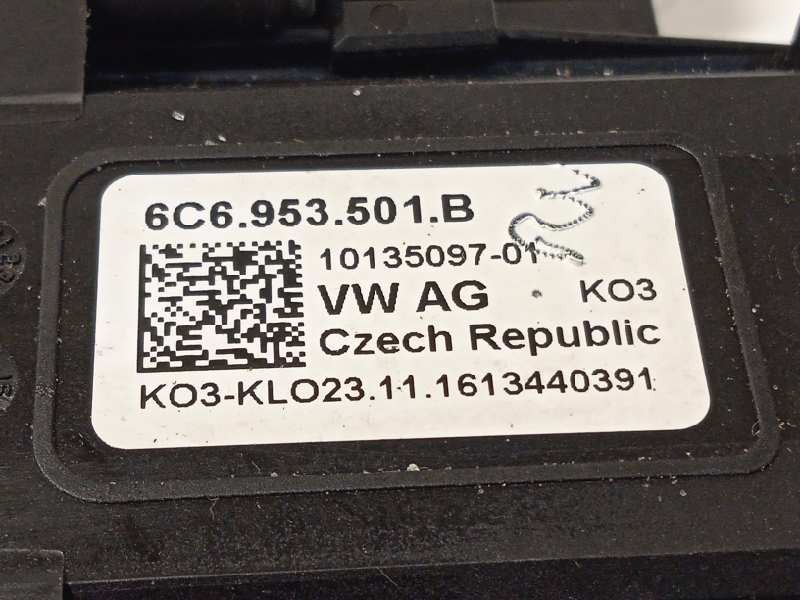 6C6.953.501.B
10135097-01
VW AG KO3
Czech Republic
KO3-KLO23.11.1613440391